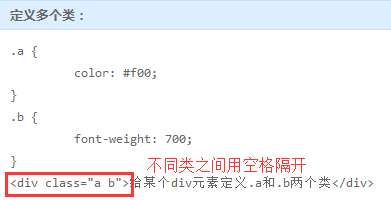 定义多个类：
.a {
color: #f00;
}
.b {
font-weight: 700;
}
不同类之间用空格隔开
<div class="a b">给某个div元素定义.a和.b两个类</div>